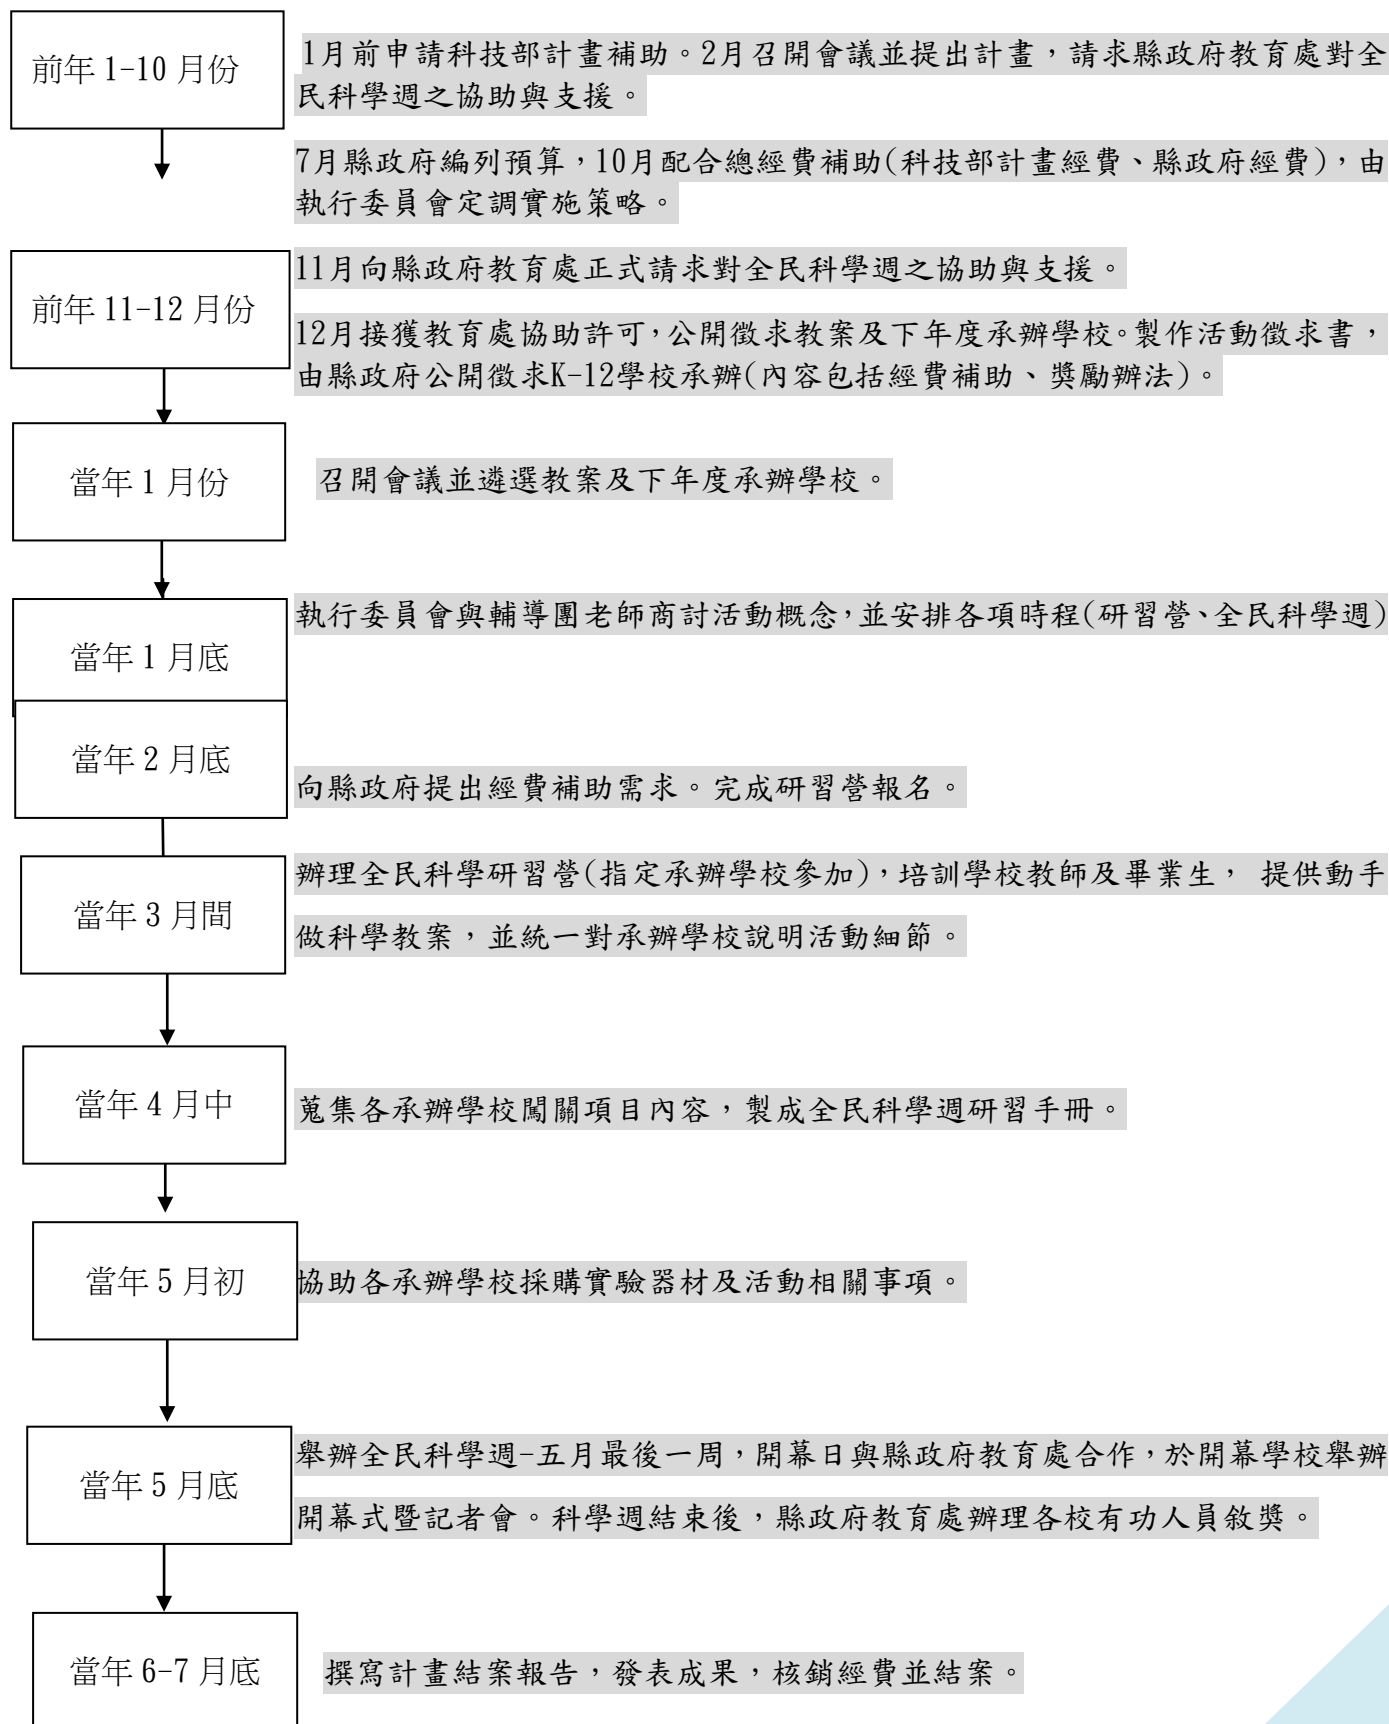 前年 1-10 月份
1月前申請科技部計畫補助。2月召開會議並提出計畫，請求縣政府教育處對全
民科學週之協助與支援。
7月縣政府編列預算，10月配合總經費補助(科技部計畫經費、縣政府經費)，由
執行委員會定調實施策略。
前年 11-12 月份
11月向縣政府教育處正式請求對全民科學週之協助與支援。
12月接獲教育處協助許可，公開徵求教案及下年度承辦學校。製作活動徵求書，
由縣政府公開徵求K-12學校承辦(內容包括經費補助、獎勵辦法)。
當年 1 月份
召開會議並遴選教案及下年度承辦學校。
當年 1 月底
執行委員會與輔導團老師商討活動概念，並安排各項時程(研習營、全民科學週)
當年 2 月底
向縣政府提出經費補助需求。完成研習營報名。
當年 3 月間
辦理全民科學研習營(指定承辦學校參加)，培訓學校教師及畢業生， 提供動手
做科學教案，並統一對承辦學校說明活動細節。
當年 4 月中
蒐集各承辦學校闖關項目內容，製成全民科學週研習手冊。
當年 5 月初
協助各承辦學校採購實驗器材及活動相關事項。
當年 5 月底
舉辦全民科學週-五月最後一周，開幕日與縣政府教育處合作，於開幕學校舉辦
開幕式暨記者會。科學週結束後，縣政府教育處辦理各校有功人員敘獎。
當年 6-7 月底
撰寫計畫結案報告，發表成果，核銷經費並結案。